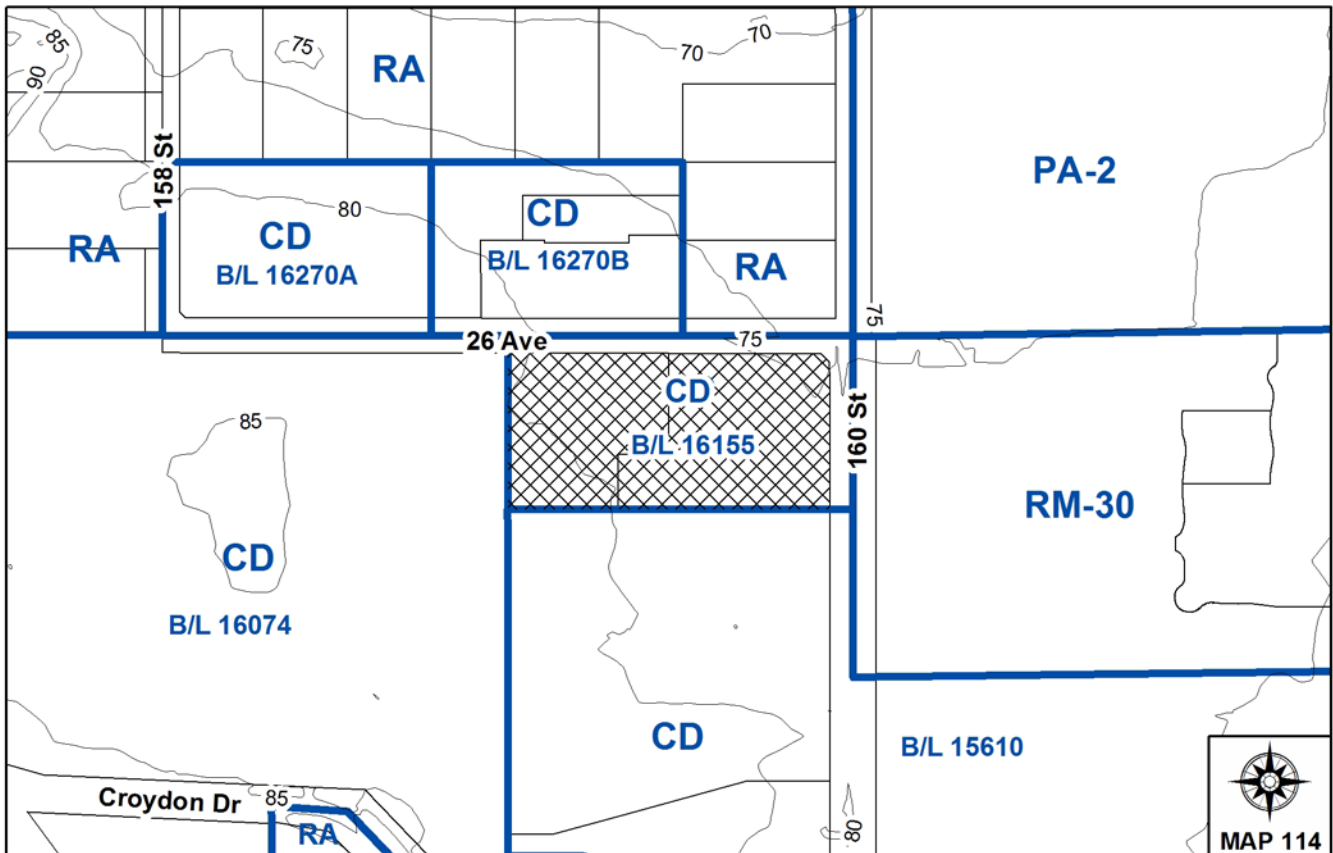 85
75
70
70
RA
90
158 St
PA-2
80
CD
CD
RA
B/L 16270A
B/L 16270B
RA
75
26 Ave
75
CD
85
160 St
B/L 16155
RM-30
CD
B/L 16074
CD
B/L 15610
Croydon Dr
85
RA
80
MAP 114